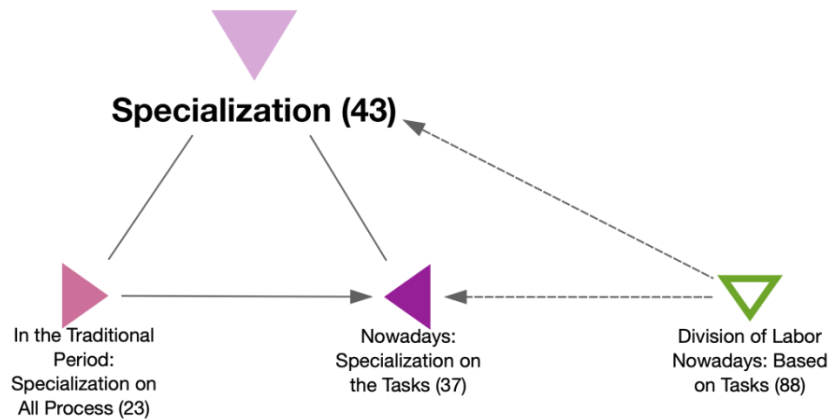 Specialization (43)
In the Traditional
Period:
Specialization on
All Process (23)
Nowadays:
Specialization on
the Tasks (37)
Division of Labor
Nowadays: Based
on Tasks (88)